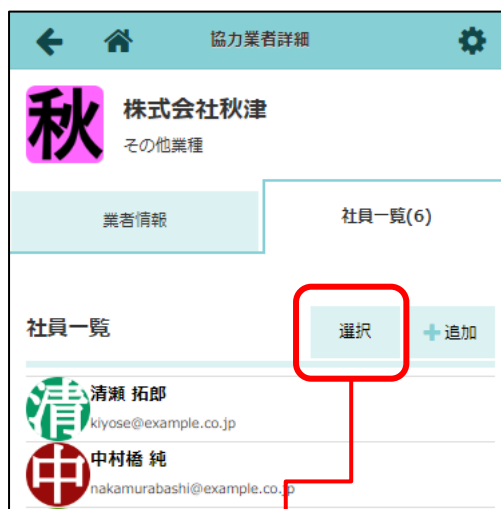 協力業者詳細
秋
株式会社秋津
その他業種
業者情報
社員一覧(6)
社員一覧
選択
追加
清
清瀬 拓郎
kiyose@example.co.jp
中
中村橋 純
nakamurabashi@example.co.jp